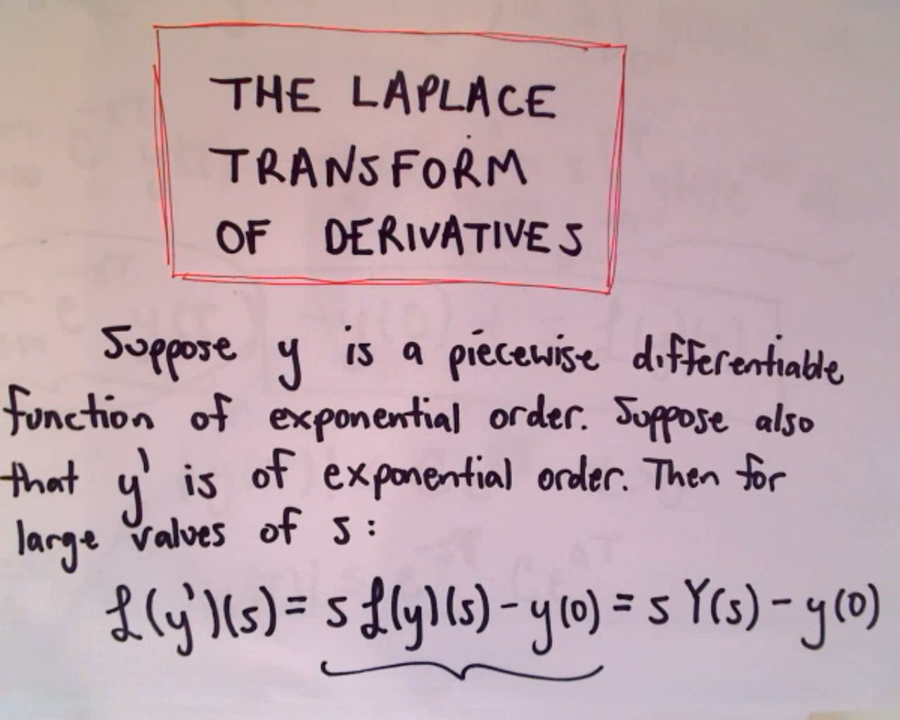 THE LAPLACE
TRANSFORM
OF DERIVATIVES
Suppose y is a piecewise differentiable
function of exponential order. Suppose also
that y' is of exponential order. Then for
large values of s:
ℒ(y')(s) = s ℒ(y)(s) - y(0) = s Y(s) - y(0)